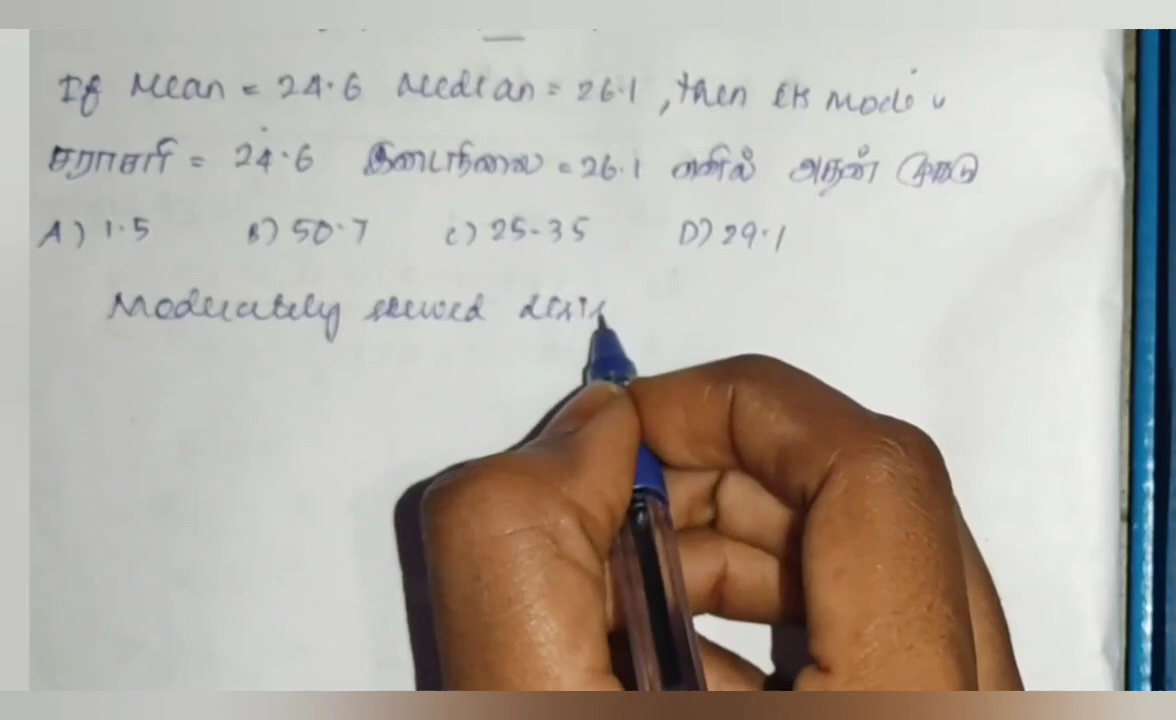 If Mean = 24.6 Median = 26.1, then its Mode is
சராசரி = 24.6 இடைநிலை = 26.1 எனில் அதன் முகடு
A) 1.5 B) 50.7 C) 25.35 D) 29.1
Moderately skewed dist